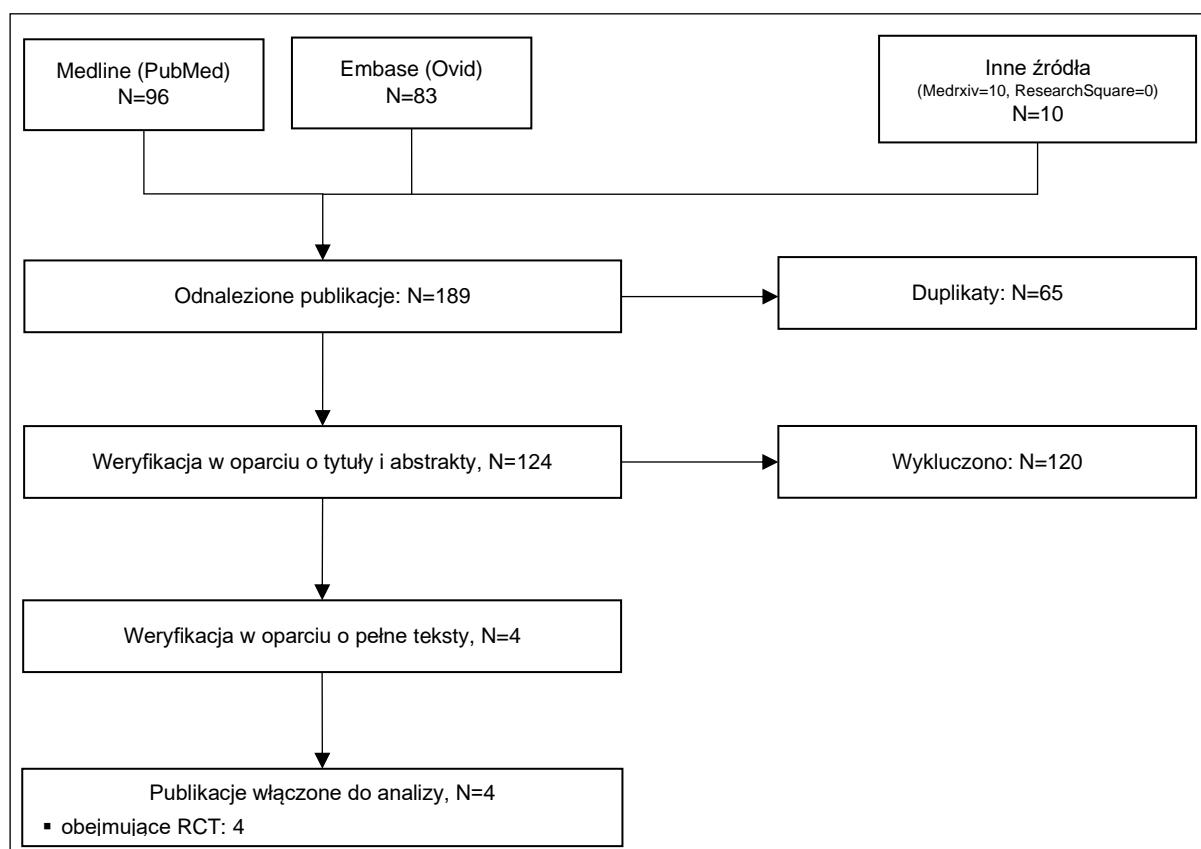 Medline (PubMed)
N=96
Embase (Ovid)
N=83
Inne źródła
(Medrxiv=10, ResearchSquare=0)
N=10
Odnalezione publikacje: N=189
Duplikaty: N=65
Weryfikacja w oparciu o tytuły i abstrakty, N=124
Wykluczono: N=120
Weryfikacja w oparciu o pełne teksty, N=4
Publikacje włączone do analizy, N=4
▪ obejmujące RCT: 4